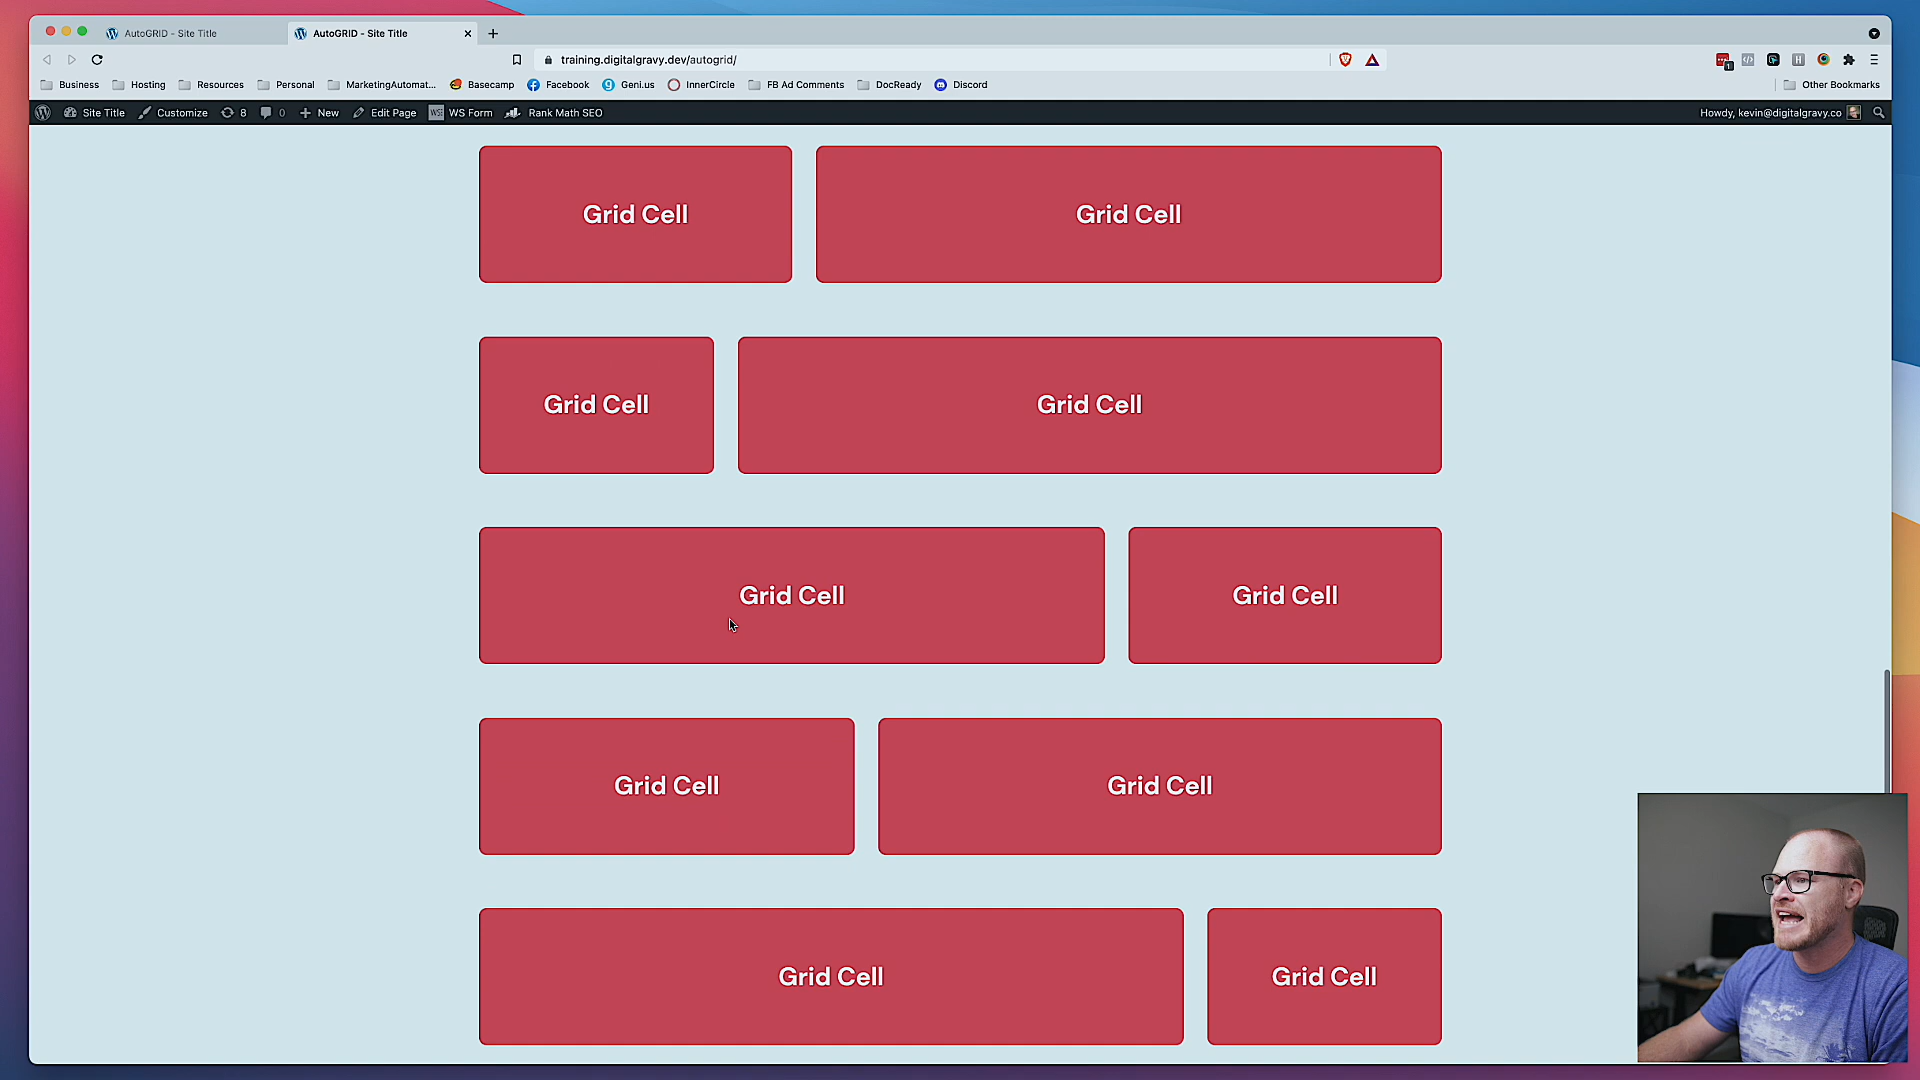 AutoGRID - Site Title
AutoGRID - Site Title
training.digitalgravy.dev/autogrid/
Business Hosting Resources Personal MarketingAutomat... Basecamp Facebook Geni.us InnerCircle FB Ad Comments DocReady Discord Other Bookmarks
Site Title Customize 8 0 New Edit Page WS Form Rank Math SEO Howdy, kevin@digitalgravy.co
Grid Cell Grid Cell
Grid Cell Grid Cell
Grid Cell Grid Cell
Grid Cell Grid Cell
Grid Cell Grid Cell